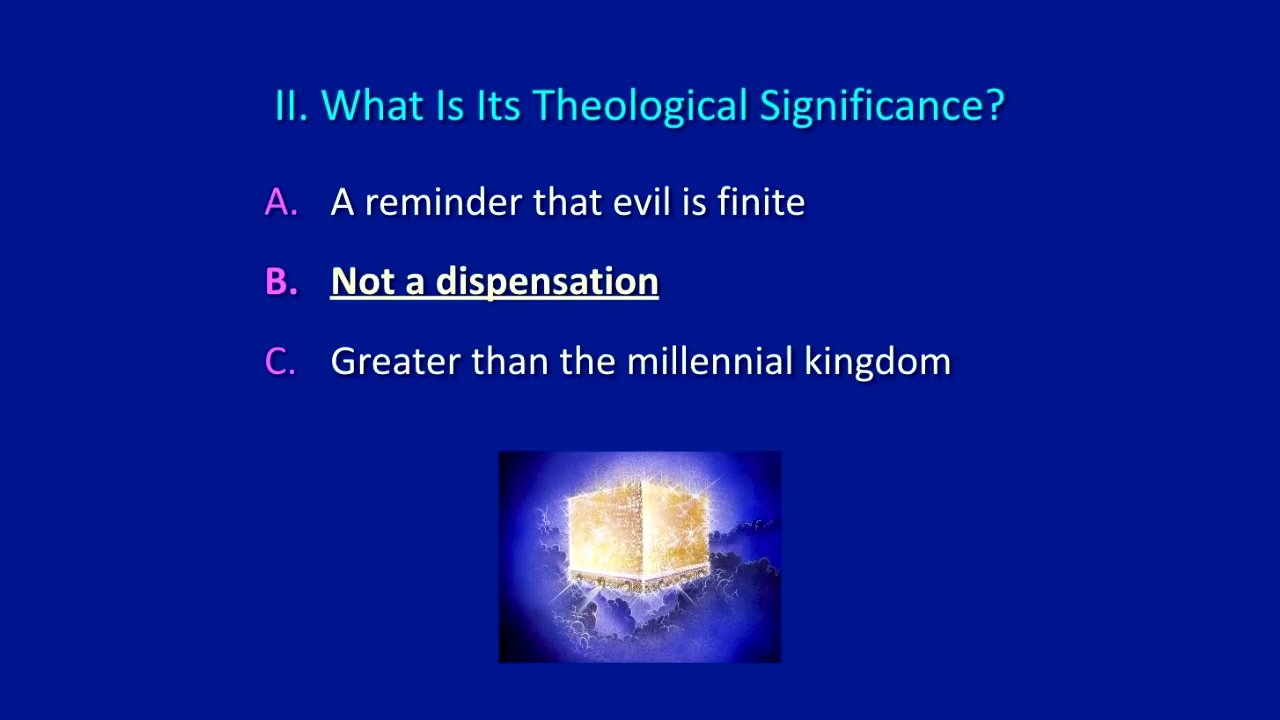 II. What Is Its Theological Significance?
A. A reminder that evil is finite
B. Not a dispensation
C. Greater than the millennial kingdom